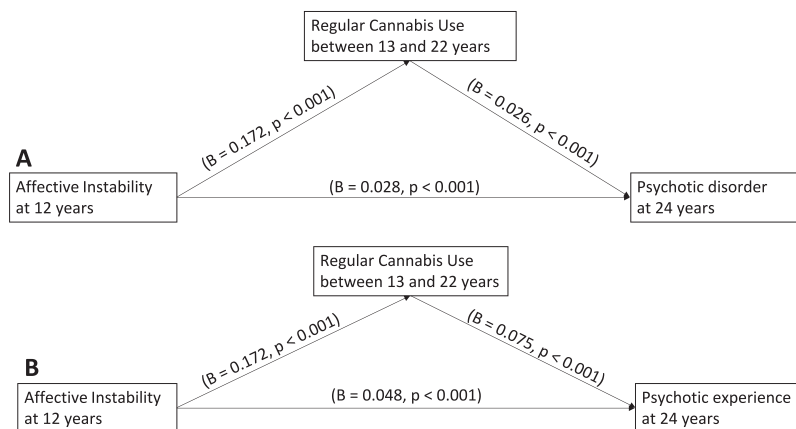 Regular Cannabis Use
between 13 and 22 years
(B = 0.172, p < 0.001)
(B = 0.026, p < 0.001)
A
Affective Instability
at 12 years
(B = 0.028, p < 0.001)
Psychotic disorder
at 24 years
Regular Cannabis Use
between 13 and 22 years
(B = 0.172, p < 0.001)
(B = 0.075, p < 0.001)
B
Affective Instability
at 12 years
(B = 0.048, p < 0.001)
Psychotic experience
at 24 years